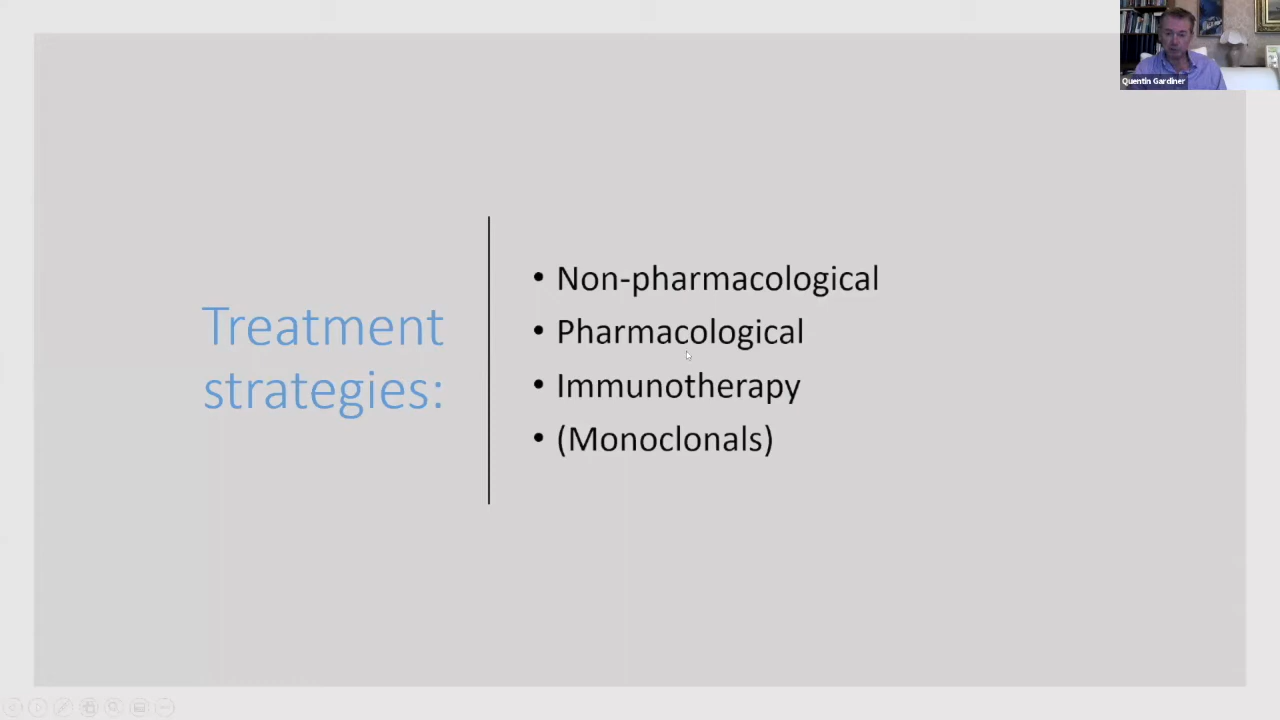 Quentin Gardiner
Treatment
strategies:
• Non-pharmacological
• Pharmacological
• Immunotherapy
• (Monoclonals)